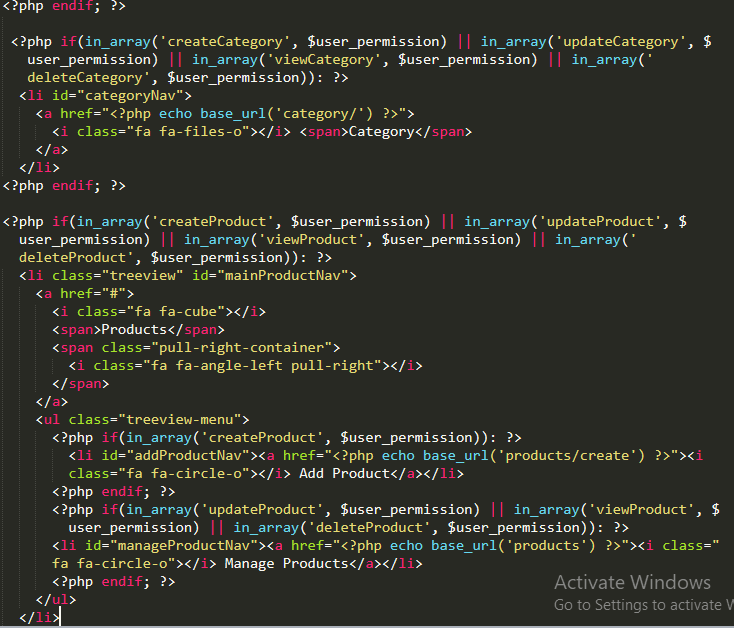 <?php endif; ?>
<?php if(in_array('createCategory', $user_permission) || in_array('updateCategory', $
user_permission) || in_array('viewCategory', $user_permission) || in_array('
deleteCategory', $user_permission)): ?>
<li id="categoryNav">
<a href="<?php echo base_url('category/') ?>">
<i class="fa fa-files-o"></i> <span>Category</span>
</a>
</li>
<?php endif; ?>
<?php if(in_array('createProduct', $user_permission) || in_array('updateProduct', $
user_permission) || in_array('viewProduct', $user_permission) || in_array('
deleteProduct', $user_permission)): ?>
<li class="treeview" id="mainProductNav">
<a href="#">
<i class="fa fa-cube"></i>
<span>Products</span>
<span class="pull-right-container">
<i class="fa fa-angle-left pull-right"></i>
</span>
</a>
<ul class="treeview-menu">
<?php if(in_array('createProduct', $user_permission)): ?>
<li id="addProductNav"><a href="<?php echo base_url('products/create') ?>"><i
class="fa fa-circle-o"></i> Add Product</a></li>
<?php endif; ?>
<?php if(in_array('updateProduct', $user_permission) || in_array('viewProduct', $
user_permission) || in_array('deleteProduct', $user_permission)): ?>
<li id="manageProductNav"><a href="<?php echo base_url('products') ?>"><i class="
fa fa-circle-o"></i> Manage Products</a></li>
<?php endif; ?>
</ul>
</li>
Activate Windows
Go to Settings to activate W